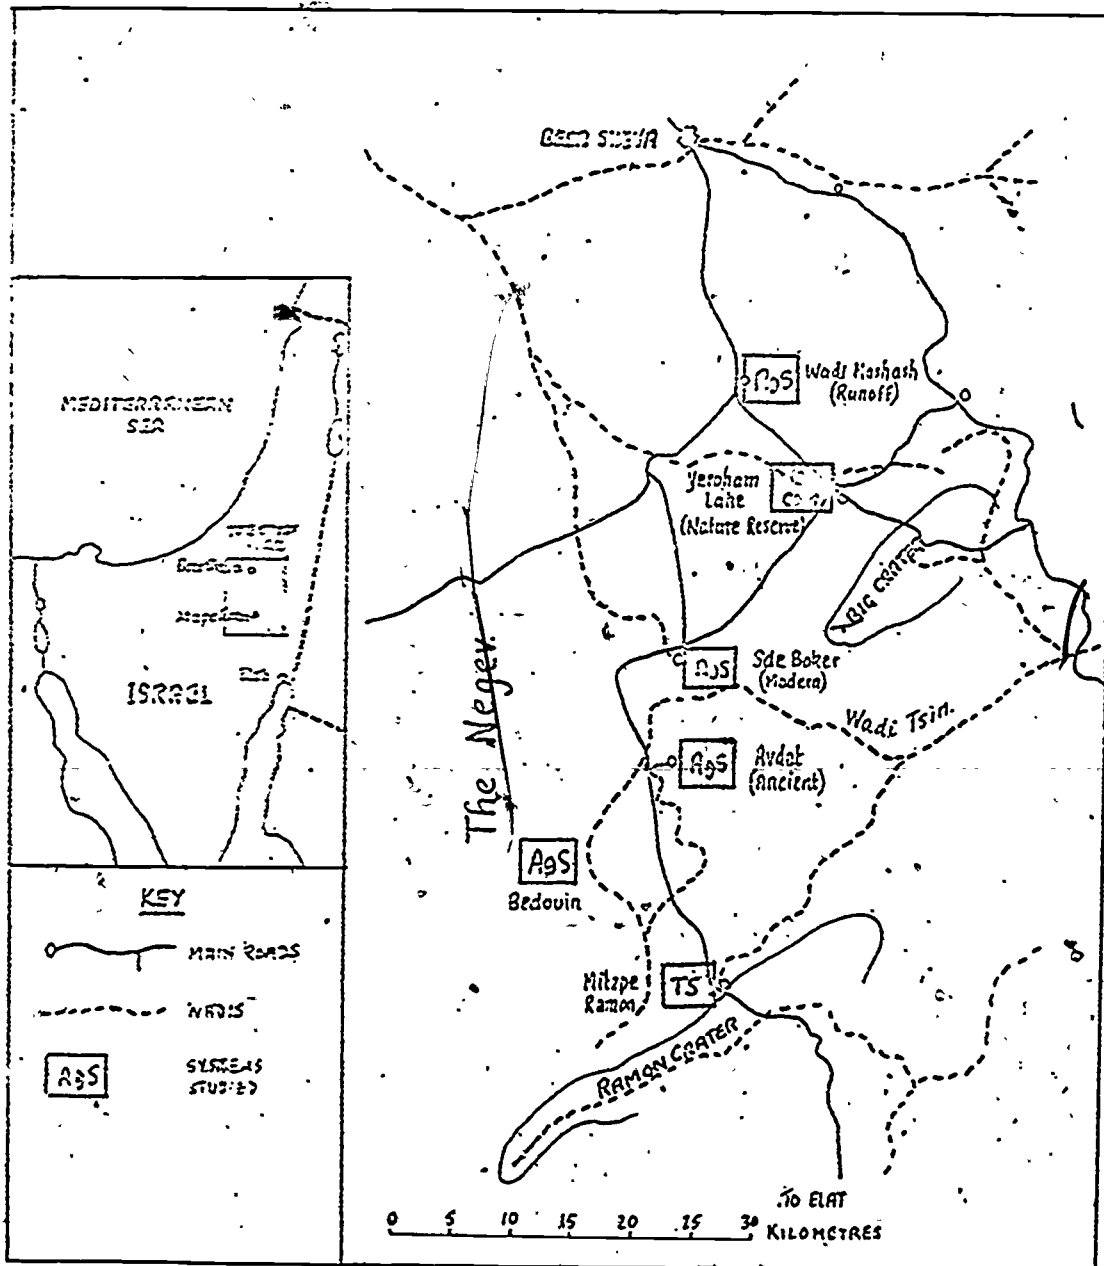 BEER SHEVA
MEDITERRANEAN
SEA
ISRAEL
AgS
Wadi Mashash
(Runoff)
Yeroham
Lake
(Nature Reserve)
BIG CRATER
AgS
Sde Boker
(Modern)
Wadi Tsin.
AgS
Avdat
(Ancient)
The Negev.
AgS
Bedouin
Mitzpe
Ramon
TS
RAMON CRATER
TO ELAT
0 5 10 15 20 25 30
KILOMETRES
KEY
MAIN ROADS
WADIS
AgS
SYSTEMS
STUDIED